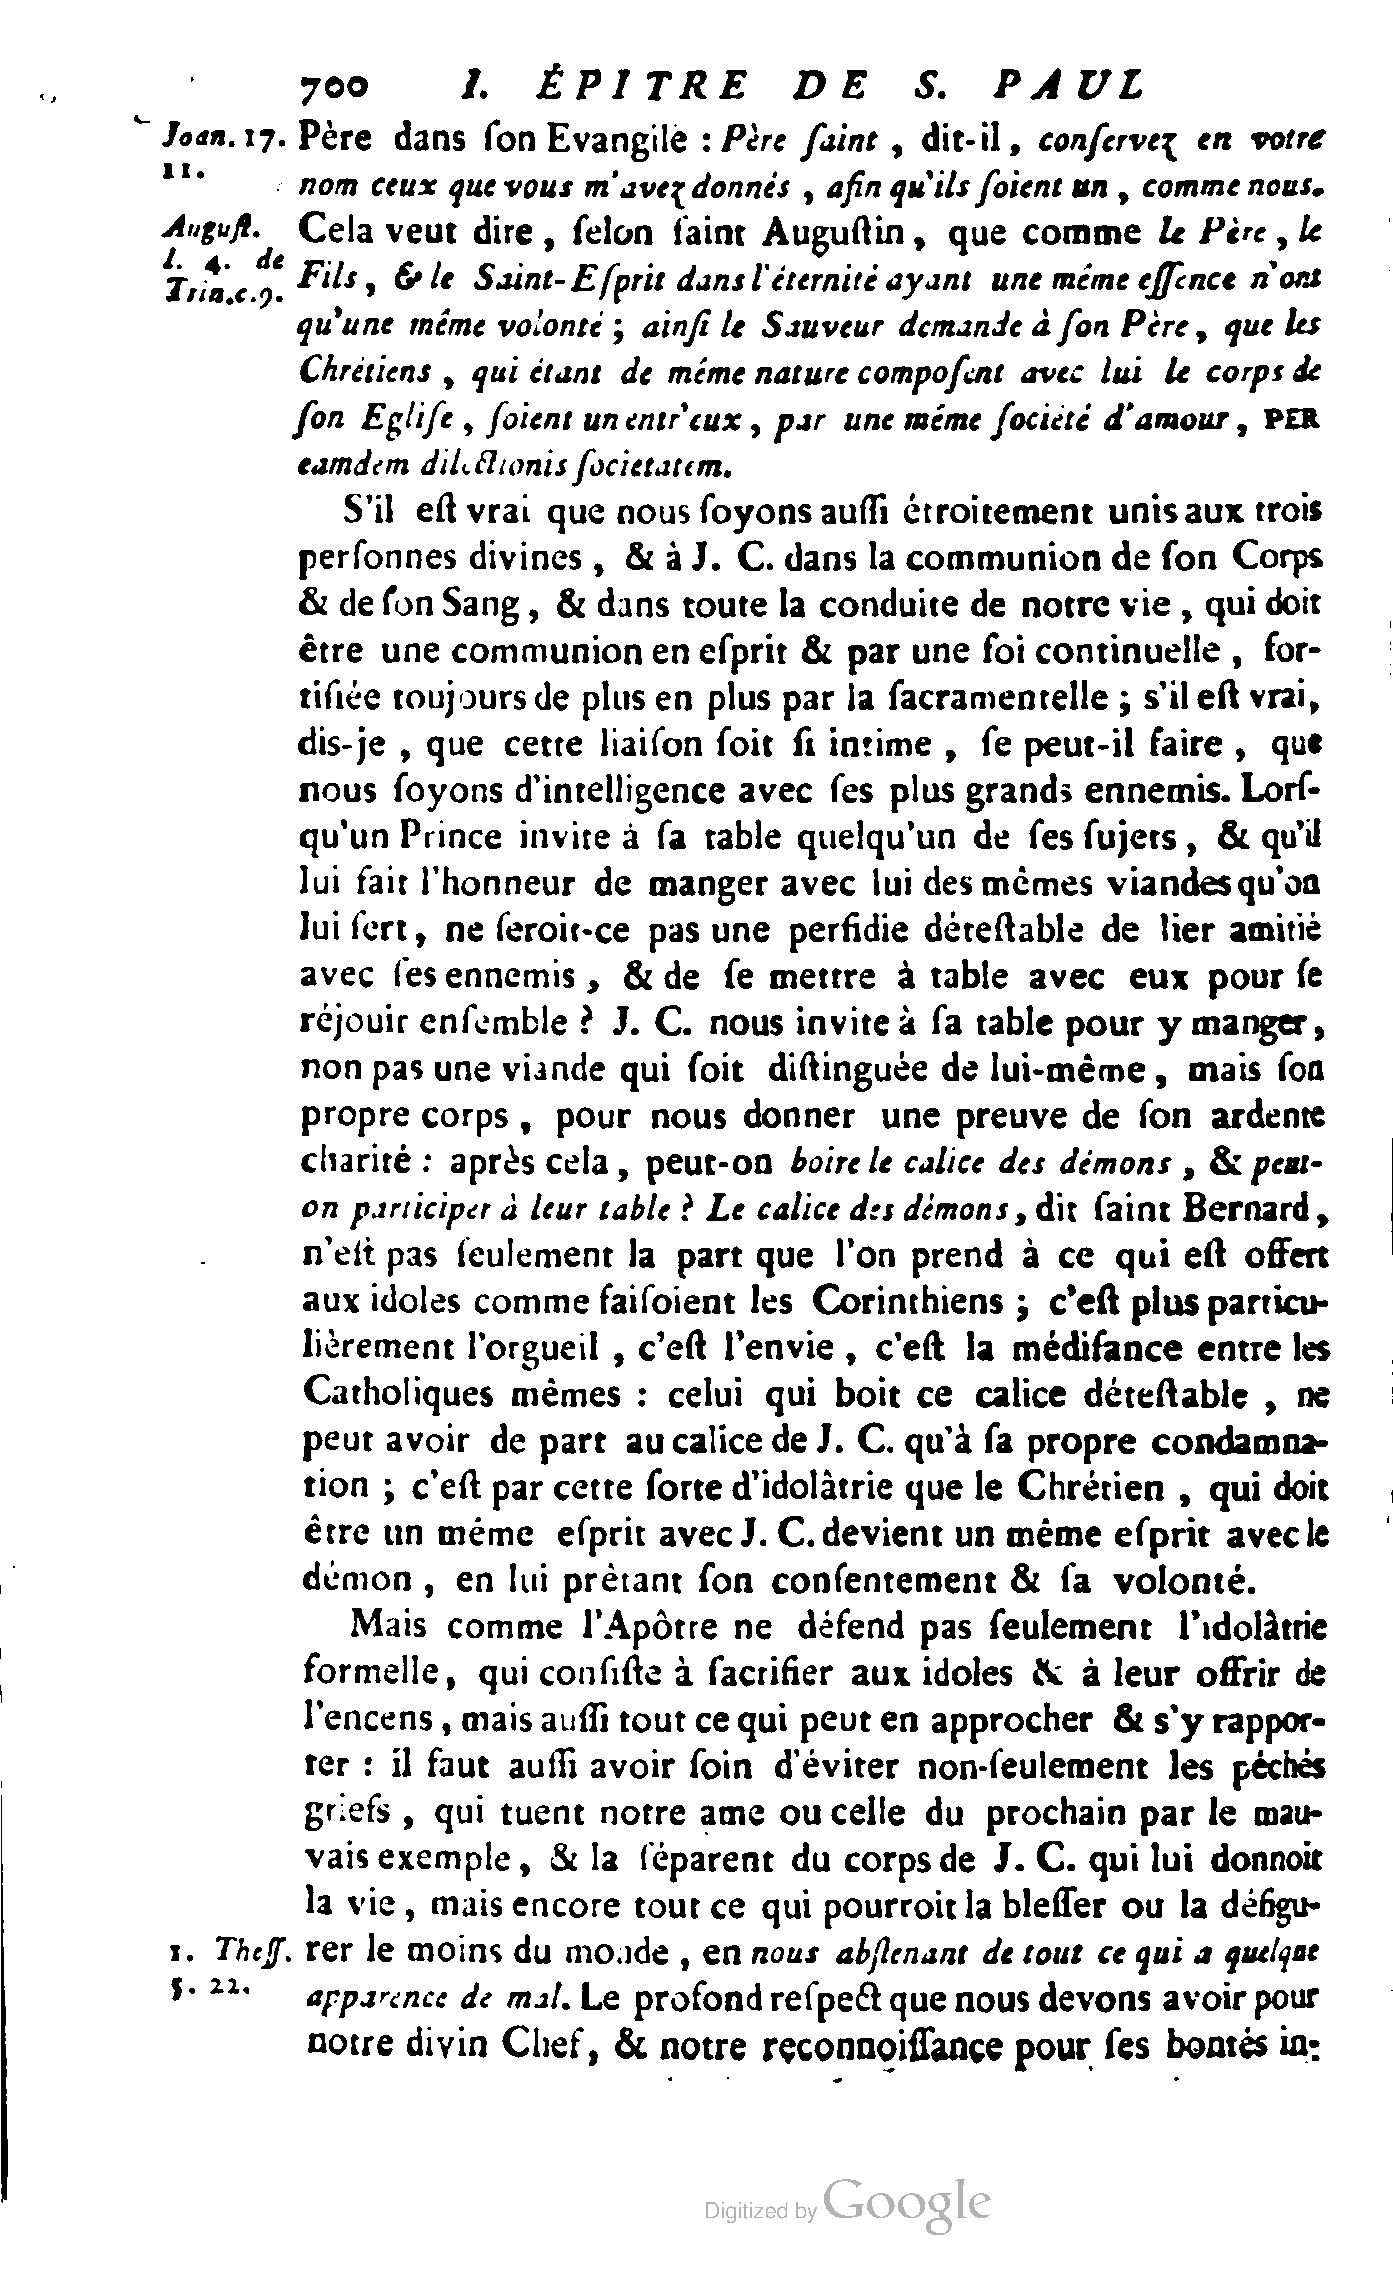 700 I. ÉPITRE DE S. PAUL
Joan. 17. Père dans ſon Evangile : Père ſaint , dit-il , conſervez en votre
11. nom ceux que vous m'avez donnés , afin qu'ils ſoient un , comme nous.
Auguſt. Cela veut dire , ſelon ſaint Auguſtin , que comme le Père , le
l. 4. de
Trin.c.9. Fils , & le Saint-Eſprit dans l'éternité ayant une même eſſence n'ont
qu'une même volonté ; ainſi le Sauveur demande à ſon Père , que les
Chrétiens , qui étant de même nature compoſent avec lui le corps de
ſon Egliſe , ſoient un entr'eux , par une même ſociété d'amour , PER
eamdem dilectionis ſocietatem.
S'il eſt vrai que nous ſoyons auſſi étroitement unis aux trois
perſonnes divines , & à J. C. dans la communion de ſon Corps
& de ſon Sang , & dans toute la conduite de notre vie , qui doit
être une communion en eſprit & par une foi continuelle , for-
tifiée toujours de plus en plus par la ſacramentelle ; s'il eſt vrai,
dis-je , que cette liaiſon ſoit ſi intime , ſe peut-il faire , que
nous ſoyons d'intelligence avec ſes plus grands ennemis. Lorſ-
qu'un Prince invite à ſa table quelqu'un de ſes ſujets , & qu'il
lui fait l'honneur de manger avec lui des mêmes viandes qu'on
lui ſert , ne ſeroit-ce pas une perfidie déteſtable de lier amitié
avec ſes ennemis , & de ſe mettre à table avec eux pour ſe
réjouir enſemble ? J. C. nous invite à ſa table pour y manger ,
non pas une viande qui ſoit diſtinguée de lui-même , mais ſon
propre corps , pour nous donner une preuve de ſon ardente
charité : après cela , peut-on boire le calice des démons , & peut-
on participer à leur table ? Le calice des démons , dit ſaint Bernard ,
n'eſt pas ſeulement la part que l'on prend à ce qui eſt offert
aux idoles comme faiſoient les Corinthiens ; c'eſt plus particu-
lièrement l'orgueil , c'eſt l'envie , c'eſt la médiſance entre les
Catholiques mêmes : celui qui boit ce calice déteſtable , ne
peut avoir de part au calice de J. C. qu'à ſa propre condamna-
tion ; c'eſt par cette ſorte d'idolâtrie que le Chrétien , qui doit
être un même eſprit avec J. C. devient un même eſprit avec le
démon , en lui prêtant ſon conſentement & ſa volonté.
Mais comme l'Apôtre ne défend pas ſeulement l'idolâtrie
formelle , qui conſiſte à ſacrifier aux idoles & à leur offrir de
l'encens , mais auſſi tout ce qui peut en approcher & s'y rappor-
ter : il faut auſſi avoir ſoin d'éviter non-ſeulement les péchés
griefs , qui tuent notre ame ou celle du prochain par le mau-
vais exemple , & la ſéparent du corps de J. C. qui lui donnoit
la vie , mais encore tout ce qui pourroit la bleſſer ou la défigu-
1. Theſſ. rer le moins du monde , en nous abſtenant de tout ce qui a quelque
5. 22. apparence de mal. Le profond reſpect que nous devons avoir pour
notre divin Chef, & notre reconnoiſſance pour ſes bontés in-
Digitized by Google